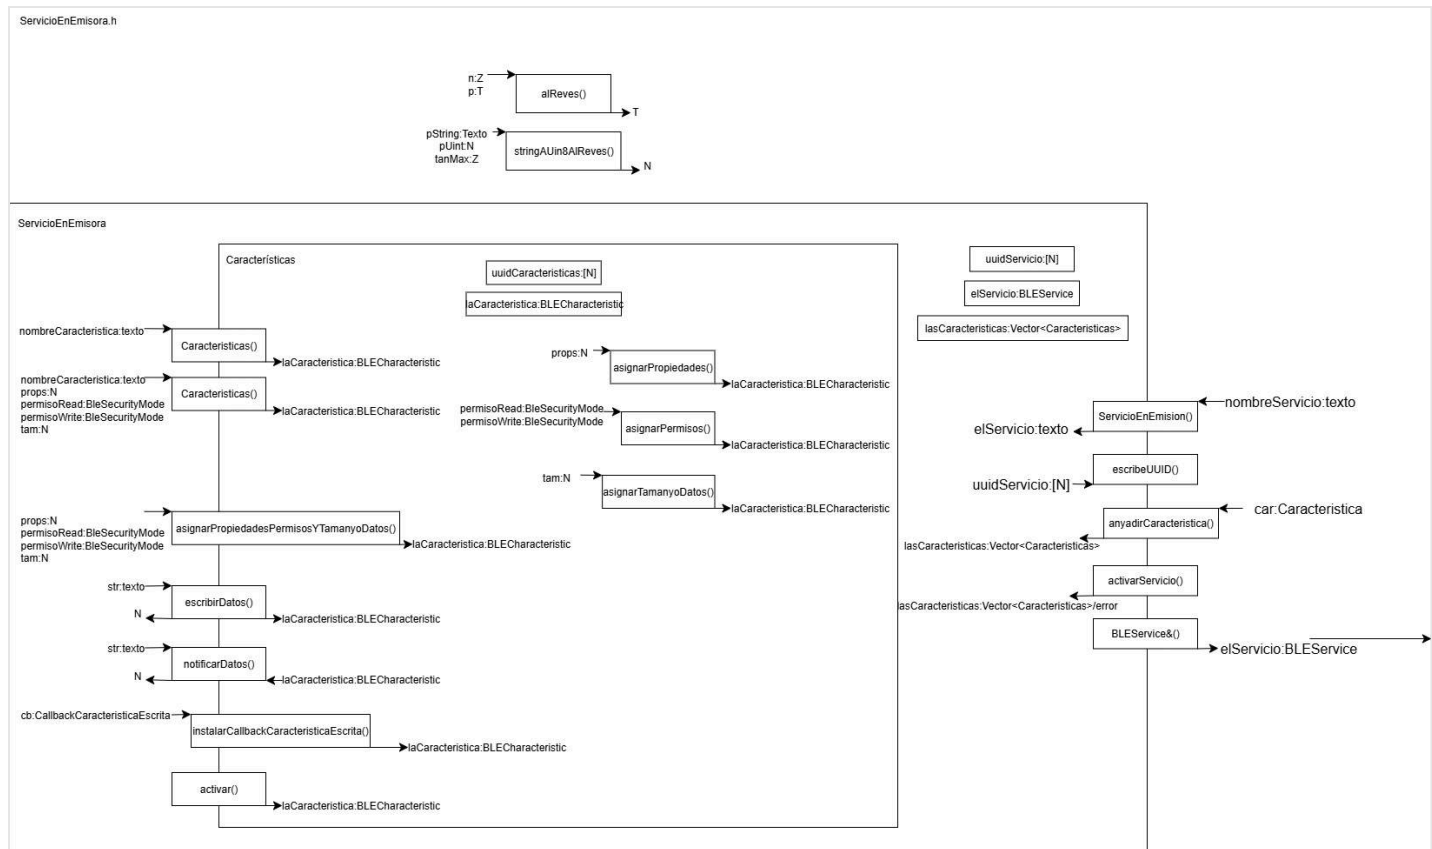 ServicioEnEmisora.h
n:Z
p:T
alReves()
T
pString:Texto
pUint:N
tanMax:Z
stringAUin8AlReves()
N
ServicioEnEmisora
Características
uuidCaracteristicas:[N]
laCaracteristica:BLECharacteristic
uuidServicio:[N]
elServicio:BLEService
lasCaracteristicas:Vector<Caracteristicas>
nombreCaracteristica:texto
Caracteristicas()
laCaracteristica:BLECharacteristic
nombreCaracteristica:texto
props:N
permisoRead:BleSecurityMode
permisoWrite:BleSecurityMode
tam:N
Caracteristicas()
laCaracteristica:BLECharacteristic
props:N
asignarPropiedades()
laCaracteristica:BLECharacteristic
permisoRead:BleSecurityMode
permisoWrite:BleSecurityMode
asignarPermisos()
laCaracteristica:BLECharacteristic
tam:N
asignarTamanyoDatos()
laCaracteristica:BLECharacteristic
props:N
permisoRead:BleSecurityMode
permisoWrite:BleSecurityMode
tam:N
asignarPropiedadesPermisosYTamanyoDatos()
laCaracteristica:BLECharacteristic
str:texto
escribirDatos()
N
laCaracteristica:BLECharacteristic
str:texto
notificarDatos()
N
laCaracteristica:BLECharacteristic
cb:CallbackCaracteristicaEscrita
instalarCallbackCaracteristicaEscrita()
laCaracteristica:BLECharacteristic
activar()
laCaracteristica:BLECharacteristic
nombreServicio:texto
ServicioEnEmision()
elServicio:texto
escribeUUID()
uuidServicio:[N]
car:Caracteristica
anyadirCaracteristica()
lasCaracteristicas:Vector<Caracteristicas>
activarServicio()
lasCaracteristicas:Vector<Caracteristicas>/error
BLEService&()
elServicio:BLEService